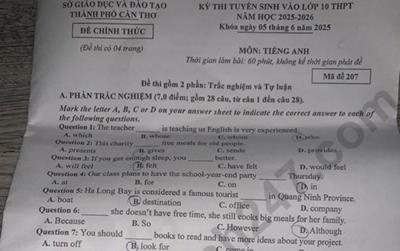 SỞ GIÁO DỤC VÀ ĐÀO TẠO
THÀNH PHỐ CẦN THƠ
ĐỀ CHÍNH THỨC
(Đề thi có 04 trang)
KỲ THI TUYỂN SINH VÀO LỚP 10 THPT
NĂM HỌC 2025-2026
Khóa ngày 05 tháng 6 năm 2025
MÔN: TIẾNG ANH
Thời gian làm bài: 60 phút, không kể thời gian phát đề
Mã đề 207
Đề thi gồm 2 phần: Trắc nghiệm và Tự luận
A. PHẦN TRẮC NGHIỆM (7,0 điểm; gồm 28 câu, từ câu 1 đến câu 28).
Mark the letter A, B, C or D on your answer sheet to indicate the correct answer to each of
the following questions.
Question 1: The teacher ______ is teaching us English is very experienced.
A. which B. whose C. whom D. who
Question 2: This charity ______ free meals for old people.
A. presents B. gives C. sends D. provides
Question 3: If you get enough sleep, you ______ better.
A. will feel B. felt C. have felt D. would feel
Question 4: Our class plans to have the school-year-end party ______ Thursday.
A. at B. for C. on D. in
Question 5: Ha Long Bay is considered a famous tourist ______ in Quang Ninh Province.
A. boat B. destination C. office D. company
Question 6: ______ she doesn't have free time, she still cooks big meals for her family.
A. Because B. So C. However D. Although
Question 7: You should ______ books to read and have more ideas about your project.
A. turn off B. look for